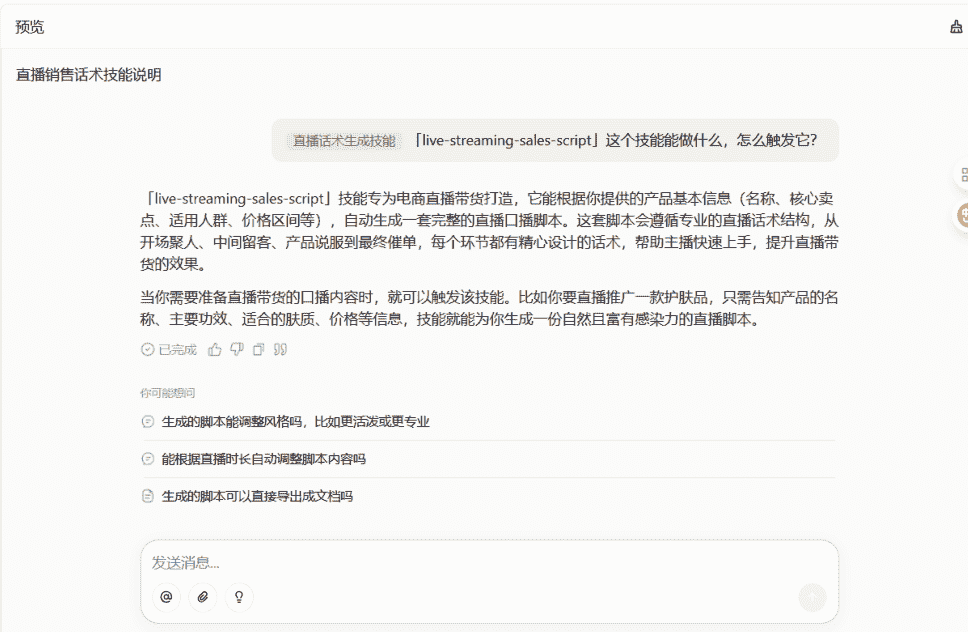 预览
直播销售话术技能说明
直播话术生成技能 「live-streaming-sales-script」这个技能能做什么，怎么触发它？
「live-streaming-sales-script」技能专为电商直播带货打造，它能根据你提供的产品基本信息（名称、核心卖
点、适用人群、价格区间等），自动生成一套完整的直播口播脚本。这套脚本会遵循专业的直播话术结构，从
开场聚人、中间留客、产品说服到最终催单，每个环节都有精心设计的话术，帮助主播快速上手，提升直播带
货的效果。
当你需要准备直播带货的口播内容时，就可以触发该技能。比如你要直播推广一款护肤品，只需告知产品的名
称、主要功效、适合的肤质、价格等信息，技能就能为你生成一份自然且富有感染力的直播脚本。
已完成
你可能想问
生成的脚本能调整风格吗，比如更活泼或更专业
能根据直播时长自动调整脚本内容吗
生成的脚本可以直接导出成文档吗
发送消息...